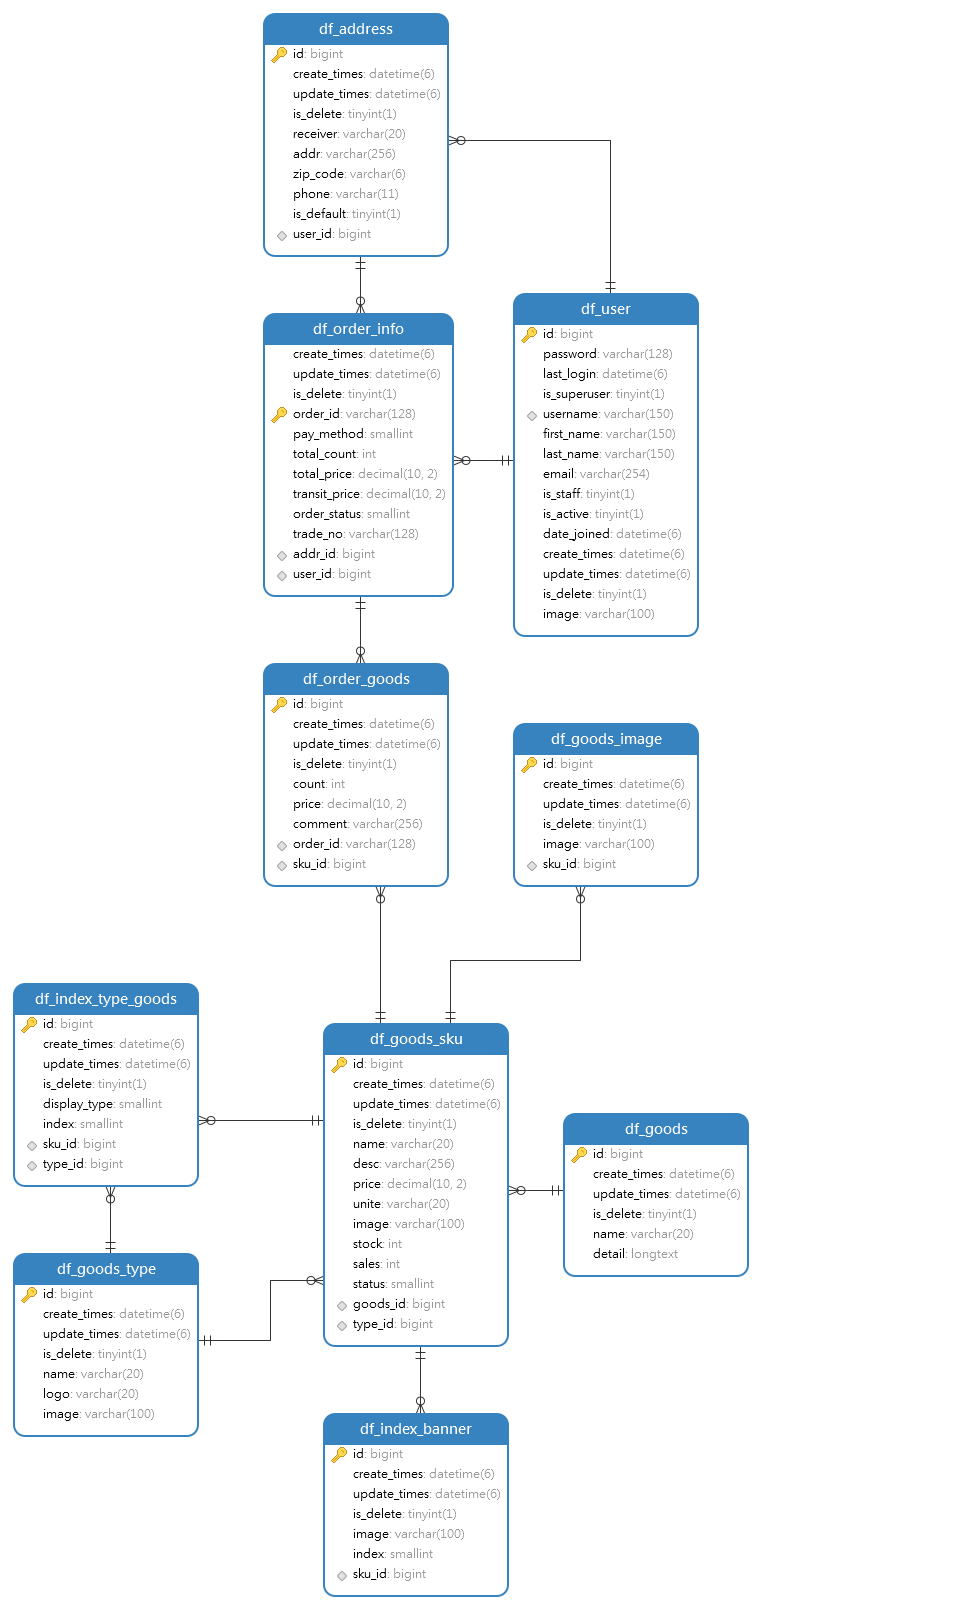 df_address
id: bigint
create_times: datetime(6)
update_times: datetime(6)
is_delete: tinyint(1)
receiver: varchar(20)
addr: varchar(256)
zip_code: varchar(6)
phone: varchar(11)
is_default: tinyint(1)
user_id: bigint
df_order_info
create_times: datetime(6)
update_times: datetime(6)
is_delete: tinyint(1)
order_id: varchar(128)
pay_method: smallint
total_count: int
total_price: decimal(10, 2)
transit_price: decimal(10, 2)
order_status: smallint
trade_no: varchar(128)
addr_id: bigint
user_id: bigint
df_user
id: bigint
password: varchar(128)
last_login: datetime(6)
is_superuser: tinyint(1)
username: varchar(150)
first_name: varchar(150)
last_name: varchar(150)
email: varchar(254)
is_staff: tinyint(1)
is_active: tinyint(1)
date_joined: datetime(6)
create_times: datetime(6)
update_times: datetime(6)
is_delete: tinyint(1)
image: varchar(100)
df_order_goods
id: bigint
create_times: datetime(6)
update_times: datetime(6)
is_delete: tinyint(1)
count: int
price: decimal(10, 2)
comment: varchar(256)
order_id: varchar(128)
sku_id: bigint
df_goods_image
id: bigint
create_times: datetime(6)
update_times: datetime(6)
is_delete: tinyint(1)
image: varchar(100)
sku_id: bigint
df_index_type_goods
id: bigint
create_times: datetime(6)
update_times: datetime(6)
is_delete: tinyint(1)
display_type: smallint
index: smallint
sku_id: bigint
type_id: bigint
df_goods_sku
id: bigint
create_times: datetime(6)
update_times: datetime(6)
is_delete: tinyint(1)
name: varchar(20)
desc: varchar(256)
price: decimal(10, 2)
unite: varchar(20)
image: varchar(100)
stock: int
sales: int
status: smallint
goods_id: bigint
type_id: bigint
df_goods
id: bigint
create_times: datetime(6)
update_times: datetime(6)
is_delete: tinyint(1)
name: varchar(20)
detail: longtext
df_goods_type
id: bigint
create_times: datetime(6)
update_times: datetime(6)
is_delete: tinyint(1)
name: varchar(20)
logo: varchar(20)
image: varchar(100)
df_index_banner
id: bigint
create_times: datetime(6)
update_times: datetime(6)
is_delete: tinyint(1)
image: varchar(100)
index: smallint
sku_id: bigint